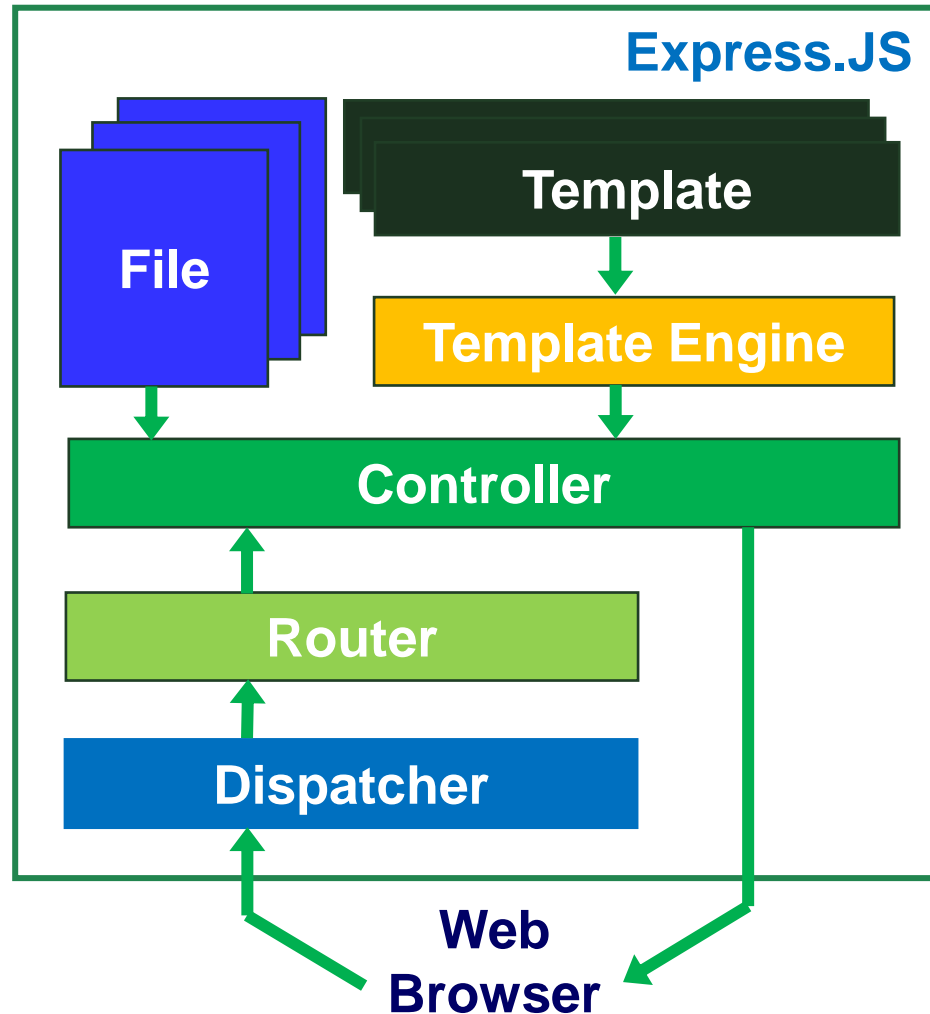 Express.JS
File
Template
Template Engine
Controller
Router
Dispatcher
Web
Browser